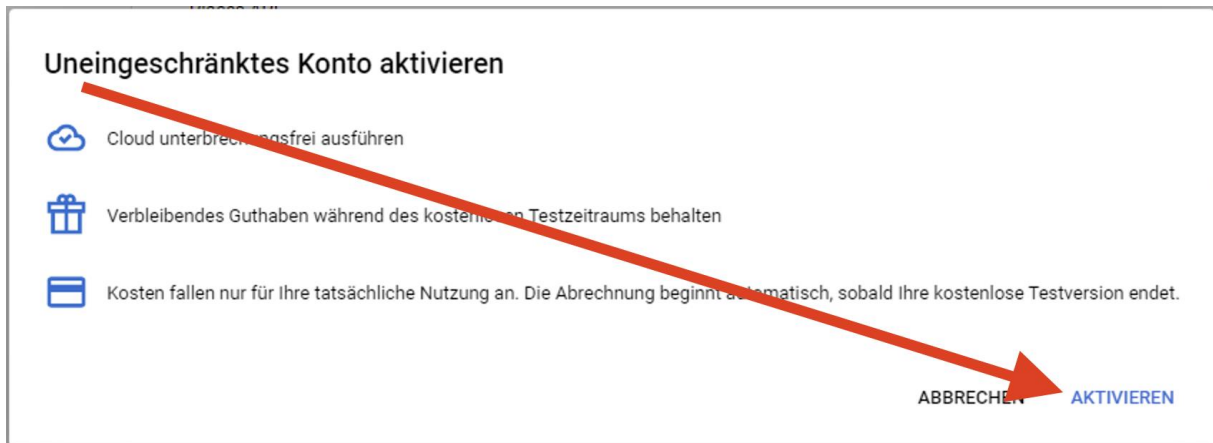 Uneingeschränktes Konto aktivieren
Cloud unterbrechungsfrei ausführen
Verbleibendes Guthaben während des kostenlosen Testzeitraums behalten
Kosten fallen nur für Ihre tatsächliche Nutzung an. Die Abrechnung beginnt automatisch, sobald Ihre kostenlose Testversion endet.
ABBRECHEN AKTIVIEREN